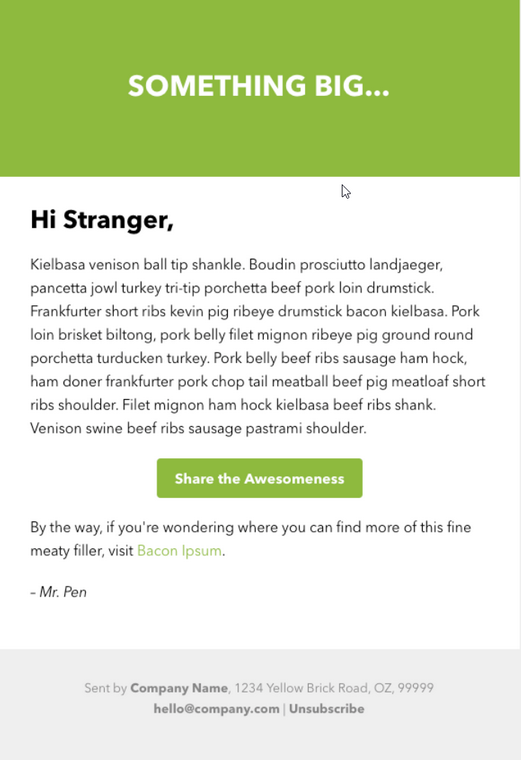 SOMETHING BIG...
Hi Stranger,
Kielbasa venison ball tip shankle. Boudin prosciutto landjaeger,
pancetta jowl turkey tri-tip porchetta beef pork loin drumstick.
Frankfurter short ribs kevin pig ribeye drumstick bacon kielbasa. Pork
loin brisket biltong, pork belly filet mignon ribeye pig ground round
porchetta turducken turkey. Pork belly beef ribs sausage ham hock,
ham doner frankfurter pork chop tail meatball beef pig meatloaf short
ribs shoulder. Filet mignon ham hock kielbasa beef ribs shank.
Venison swine beef ribs sausage pastrami shoulder.
Share the Awesomeness
By the way, if you're wondering where you can find more of this fine
meaty filler, visit Bacon Ipsum.
– Mr. Pen
Sent by Company Name, 1234 Yellow Brick Road, OZ, 99999
hello@company.com | Unsubscribe